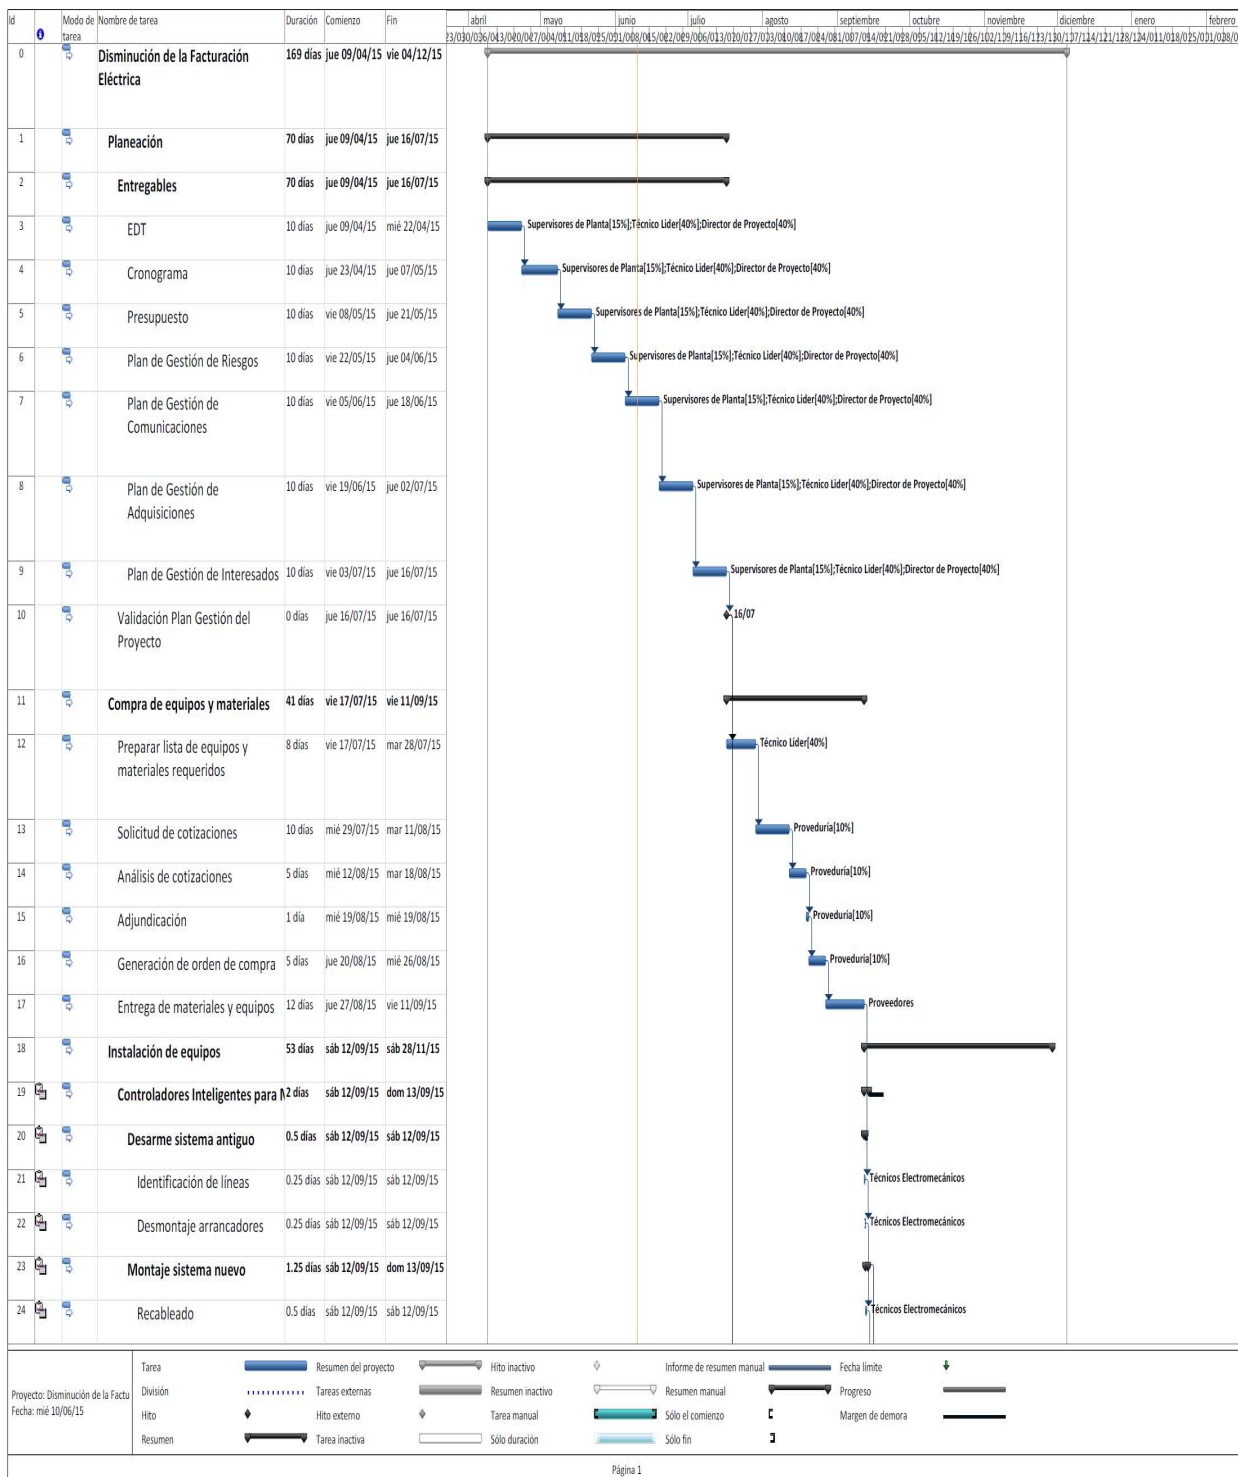 Id Modo de Nombre de tarea Duración Comienzo Fin abril mayo junio julio agosto septiembre octubre noviembre diciembre enero febrero
tarea
0 Disminución de la Facturación 169 días jue 09/04/15 vie 04/12/15
Eléctrica
1 Planeación 70 días jue 09/04/15 jue 16/07/15
2 Entregables 70 días jue 09/04/15 jue 16/07/15
3 EDT 10 días jue 09/04/15 mié 22/04/15 Supervisores de Planta[15%];Técnico Lider[40%];Director de Proyecto[40%]
4 Cronograma 10 días jue 23/04/15 jue 07/05/15 Supervisores de Planta[15%];Técnico Lider[40%];Director de Proyecto[40%]
5 Presupuesto 10 días vie 08/05/15 jue 21/05/15 Supervisores de Planta[15%];Técnico Lider[40%];Director de Proyecto[40%]
6 Plan de Gestión de Riesgos 10 días vie 22/05/15 jue 04/06/15 Supervisores de Planta[15%];Técnico Lider[40%];Director de Proyecto[40%]
7 Plan de Gestión de 10 días vie 05/06/15 jue 18/06/15 Supervisores de Planta[15%];Técnico Lider[40%];Director de Proyecto[40%]
Comunicaciones
8 Plan de Gestión de 10 días vie 19/06/15 jue 02/07/15 Supervisores de Planta[15%];Técnico Lider[40%];Director de Proyecto[40%]
Adquisiciones
9 Plan de Gestión de Interesados 10 días vie 03/07/15 jue 16/07/15 Supervisores de Planta[15%];Técnico Lider[40%];Director de Proyecto[40%]
10 Validación Plan Gestión del 0 días jue 16/07/15 jue 16/07/15 16/07
Proyecto
11 Compra de equipos y materiales 41 días vie 17/07/15 vie 11/09/15
12 Preparar lista de equipos y 8 días vie 17/07/15 mar 28/07/15 Técnico Lider[40%]
materiales requeridos
13 Solicitud de cotizaciones 10 días mié 29/07/15 mar 11/08/15 Proveduría[10%]
14 Análisis de cotizaciones 5 días mié 12/08/15 mar 18/08/15 Proveduría[10%]
15 Adjundicación 1 día mié 19/08/15 mié 19/08/15 Proveduría[10%]
16 Generación de orden de compra 5 días jue 20/08/15 mié 26/08/15 Proveduría[10%]
17 Entrega de materiales y equipos 12 días jue 27/08/15 vie 11/09/15 Proveedores
18 Instalación de equipos 53 días sáb 12/09/15 sáb 28/11/15
19 Controladores Inteligentes para 2 días sáb 12/09/15 dom 13/09/15
20 Desarme sistema antiguo 0.5 días sáb 12/09/15 sáb 12/09/15
21 Identificación de líneas 0.25 días sáb 12/09/15 sáb 12/09/15 Técnicos Electromecánicos
22 Desmontaje arrancadores 0.25 días sáb 12/09/15 sáb 12/09/15 Técnicos Electromecánicos
23 Montaje sistema nuevo 1.25 días sáb 12/09/15 dom 13/09/15
24 Recableado 0.5 días sáb 12/09/15 sáb 12/09/15 Técnicos Electromecánicos
Proyecto: Disminución de la Factu
Fecha: mié 10/06/15
Tarea Resumen del proyecto Hito inactivo Informe de resumen manual Fecha límite
División Tareas externas Resumen inactivo Resumen manual Progreso
Hito Hito externo Tarea manual Sólo el comienzo Margen de demora
Resumen Tarea inactiva Sólo duración Sólo fin
Página 1